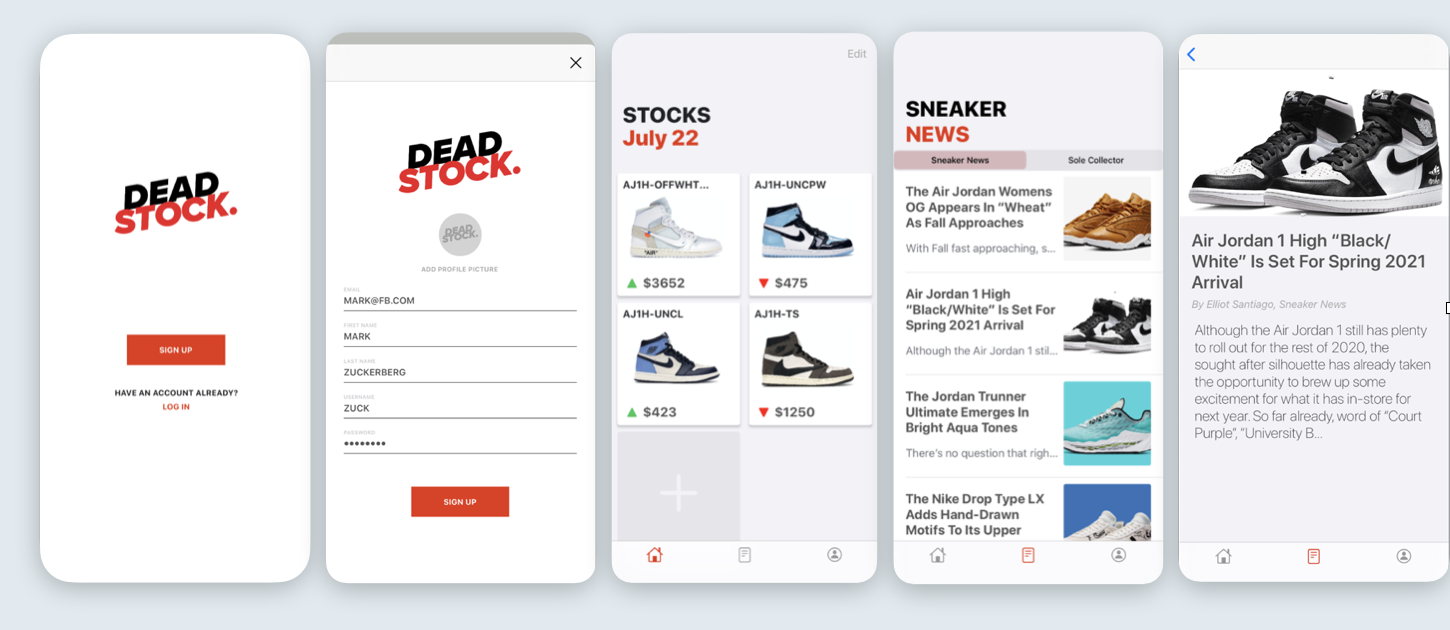 DEAD
STOCK.
SIGN UP
HAVE AN ACCOUNT ALREADY?
LOG IN
DEAD
STOCK.
DEAD
STOCK.
ADD PROFILE PICTURE
EMAIL
MARK@FB.COM
FIRST NAME
MARK
LAST NAME
ZUCKERBERG
USERNAME
ZUCK
PASSWORD
••••••••
SIGN UP
Edit
STOCKS
July 22
AJ1H-OFFWHT...
AJ1H-UNCPW
"AIR"
$3652
$475
AJ1H-UNCL
AJ1H-TS
$423
$1250
SNEAKER
NEWS
Sneaker News
Sole Collector
The Air Jordan Womens
OG Appears In “Wheat”
As Fall Approaches
With Fall fast approaching, s...
Air Jordan 1 High
“Black/White” Is Set For
Spring 2021 Arrival
Although the Air Jordan 1 stil...
The Jordan Trunner
Ultimate Emerges In
Bright Aqua Tones
There’s no question that righ...
The Nike Drop Type LX
Adds Hand-Drawn
Motifs To Its Upper
Air Jordan 1 High “Black/
White” Is Set For Spring 2021
Arrival
By Elliot Santiago, Sneaker News
Although the Air Jordan 1 still has plenty
to roll out for the rest of 2020, the
sought after silhouette has already taken
the opportunity to brew up some
excitement for what it has in-store for
next year. So far already, word of “Court
Purple”, “University B...